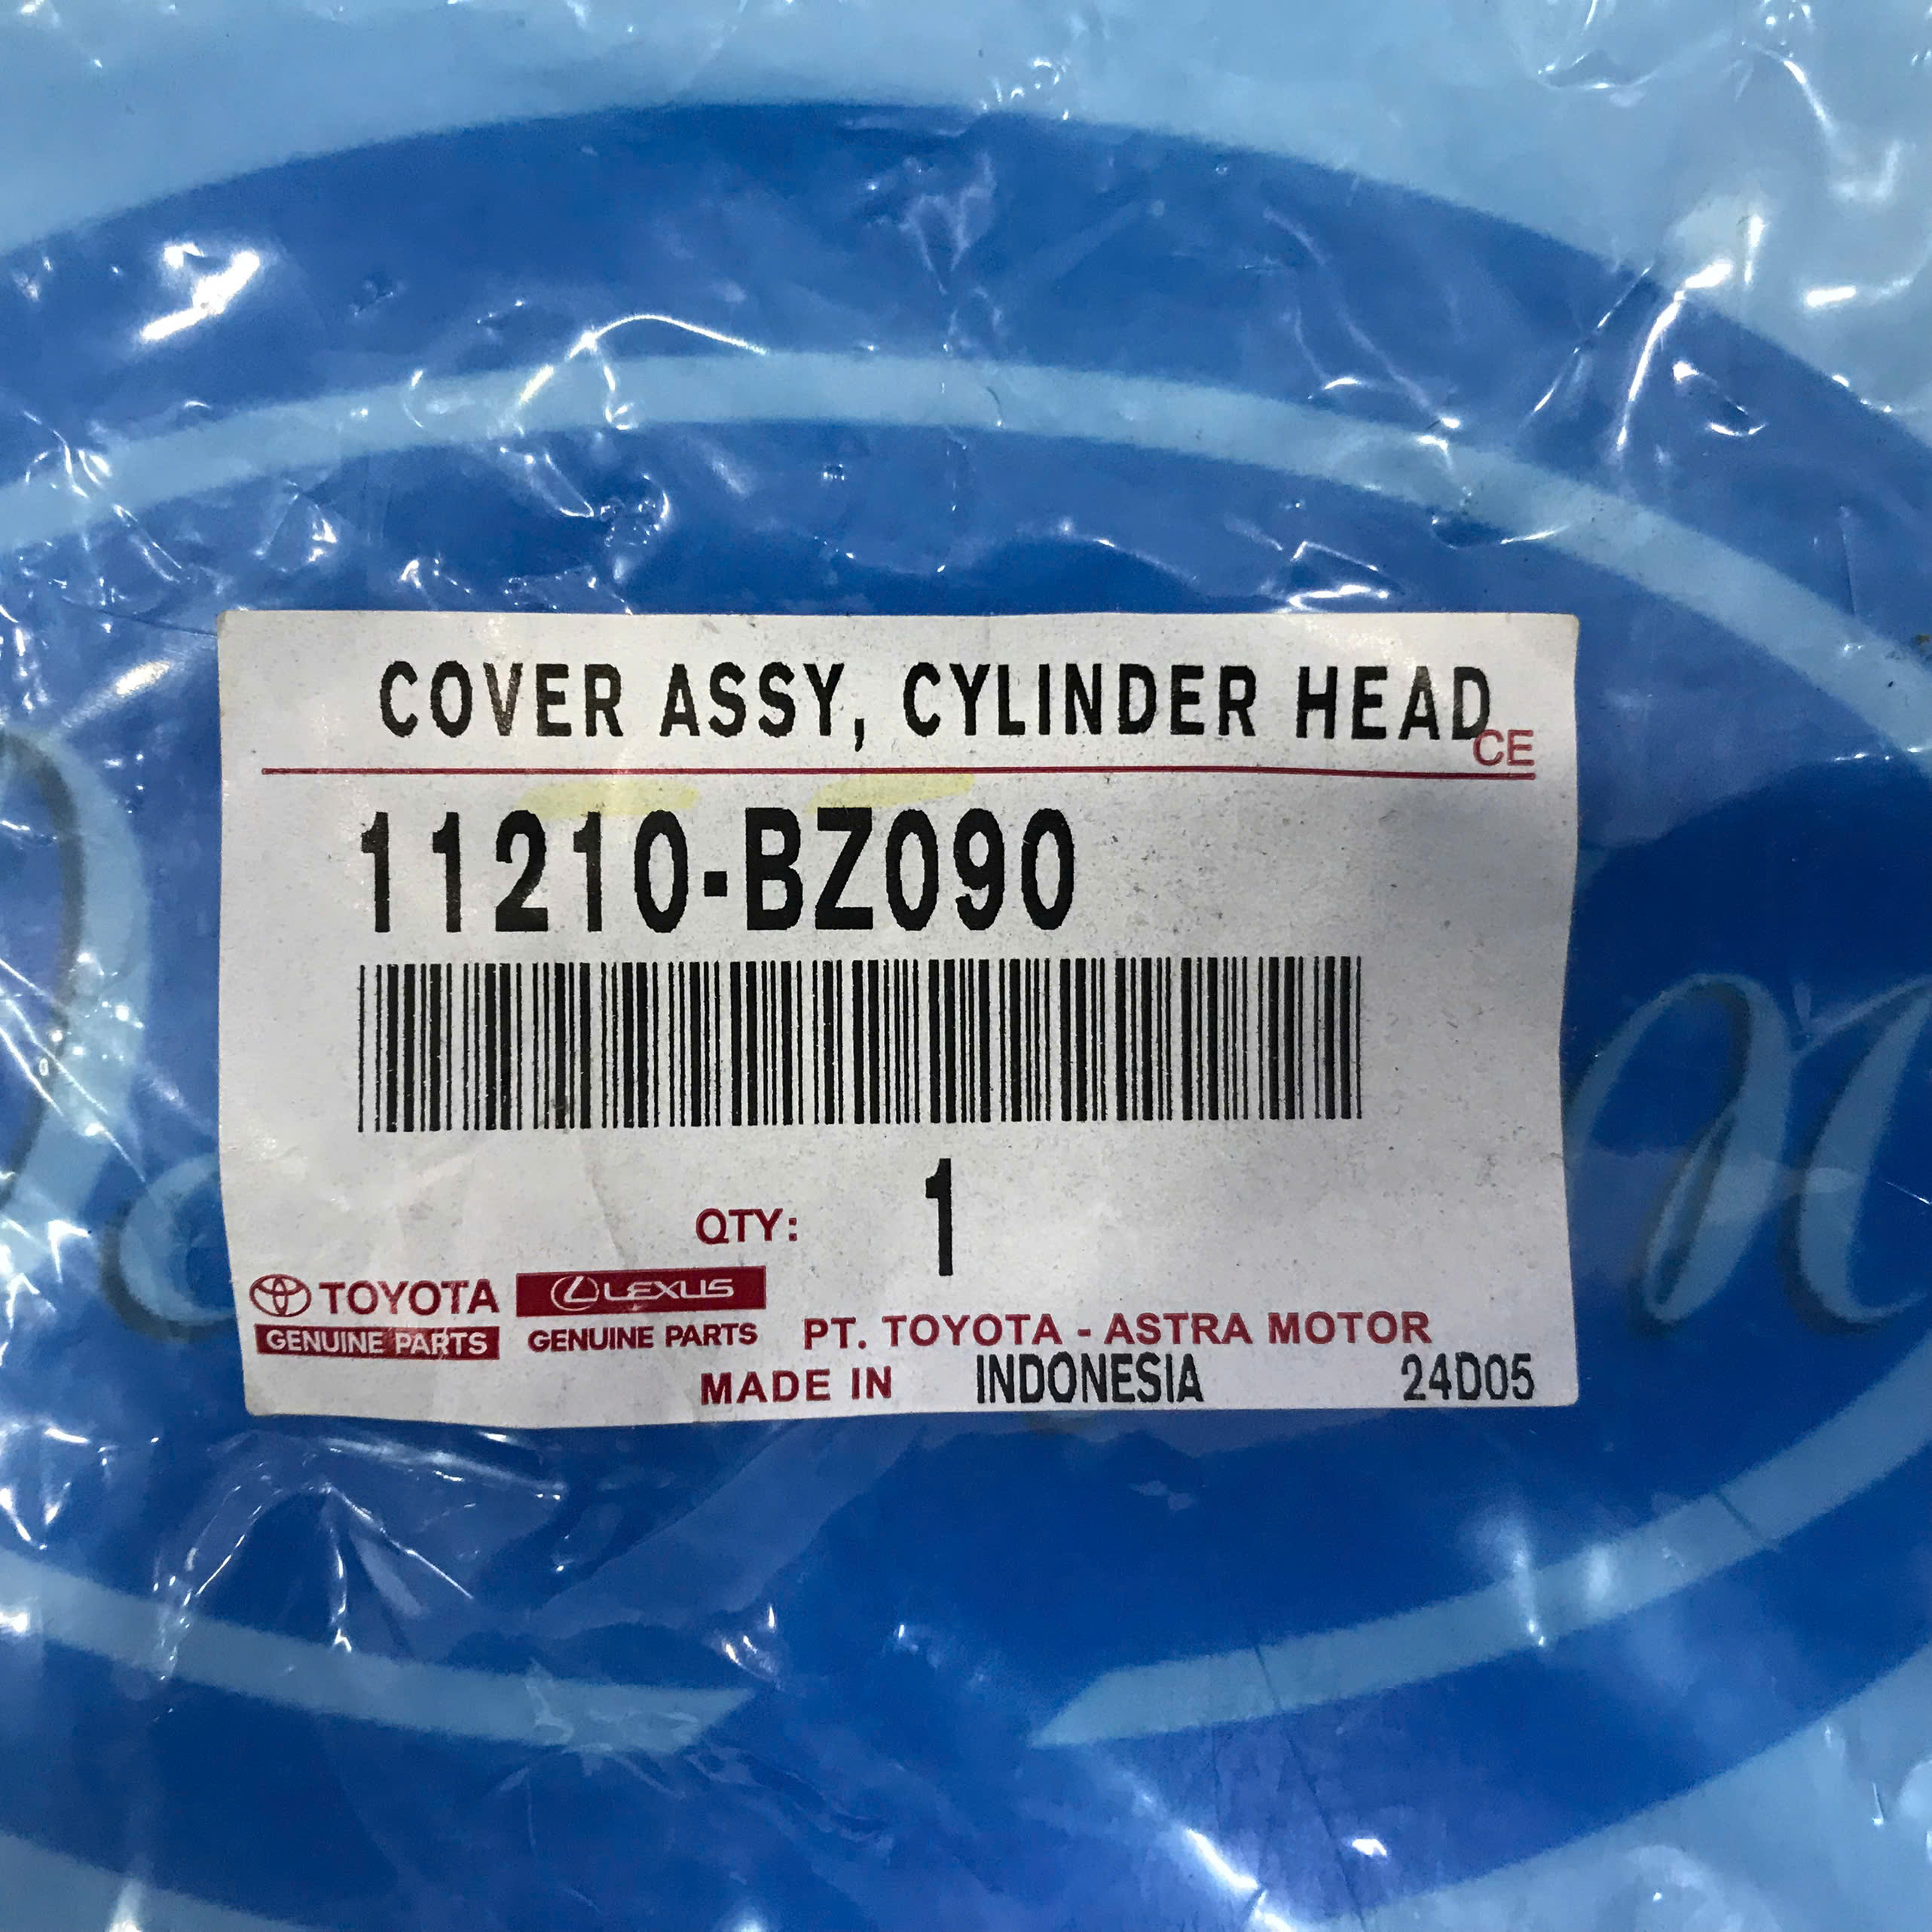 COVER ASSY, CYLINDER HEAD
CE
11210-BZ090
QTY: 1
TOYOTA
GENUINE PARTS
LEXUS
GENUINE PARTS
PT. TOYOTA - ASTRA MOTOR
MADE IN INDONESIA 24D05